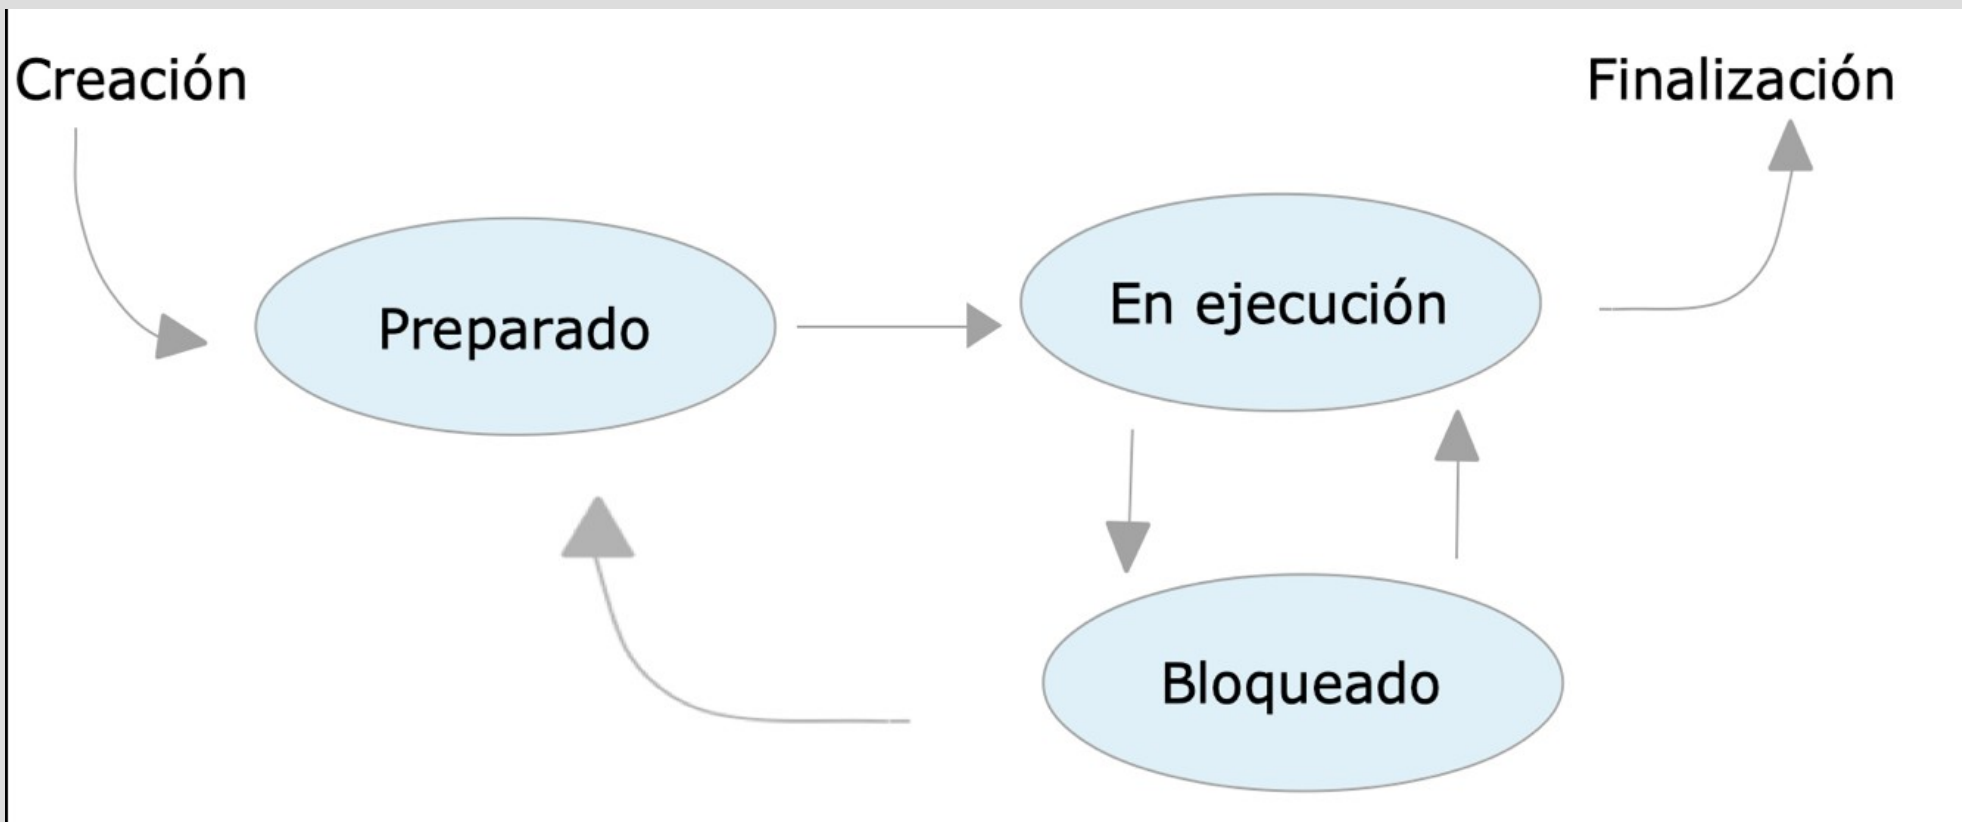 Creación
Finalización
Preparado
En ejecución
Bloqueado